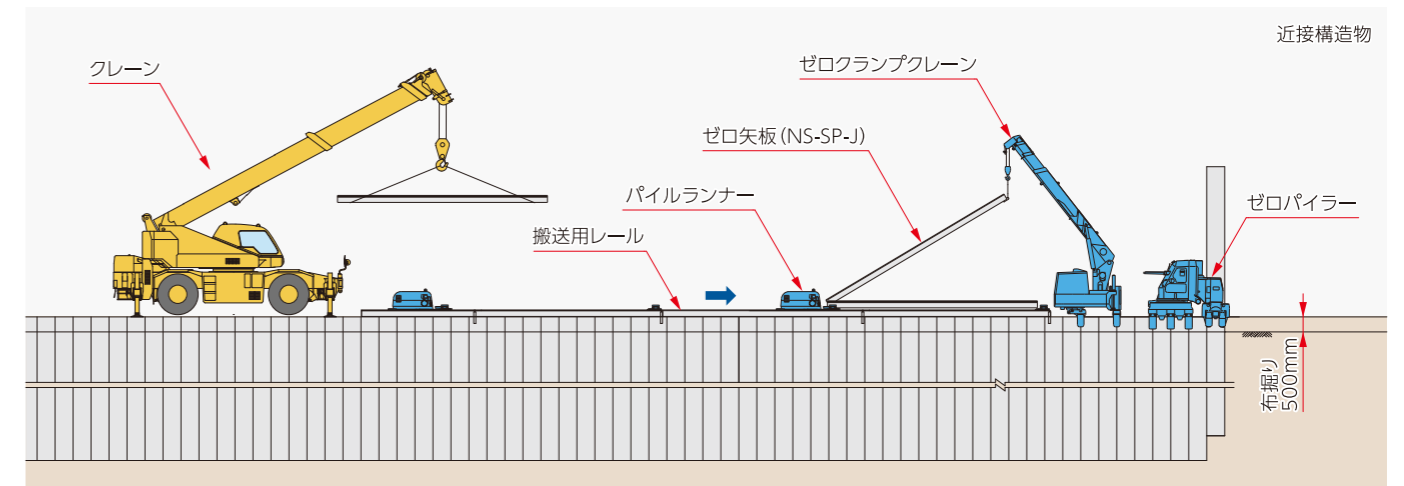 近接構造物
クレーン
ゼロクランプクレーン
ゼロ矢板(NS-SP-J)
パイルランナー
ゼロパイラー
搬送用レール
布掘り
500mm